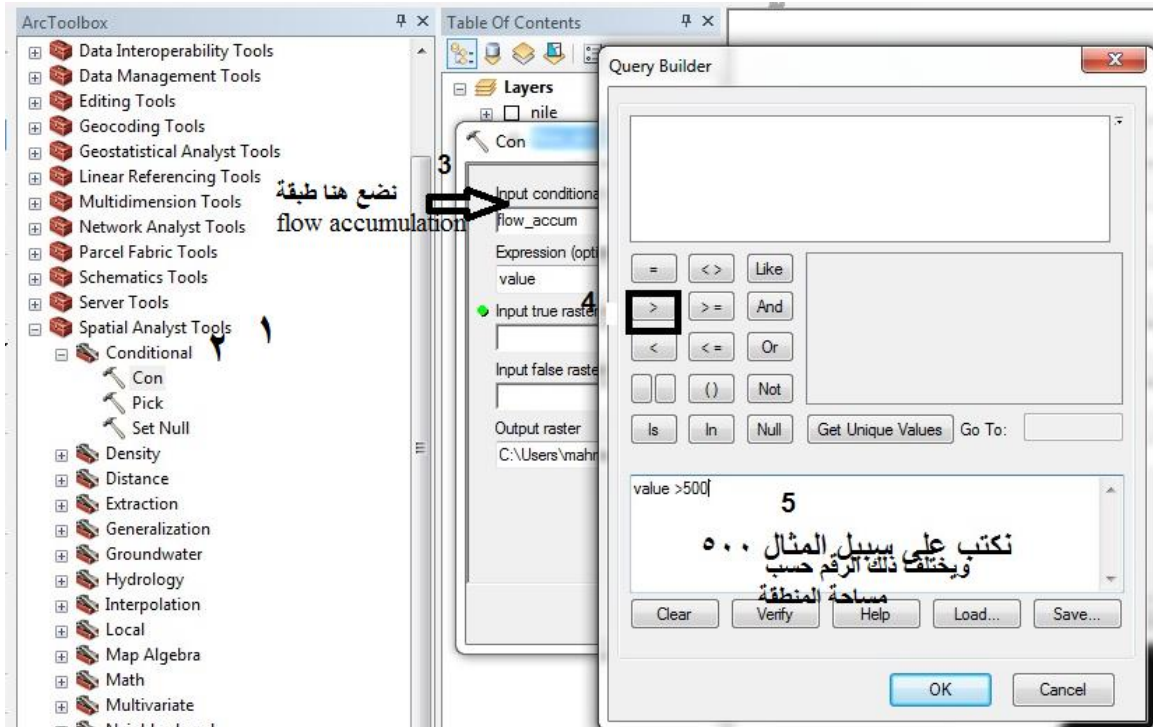 ArcToolbox
Data Interoperability Tools
Data Management Tools
Editing Tools
Geocoding Tools
Geostatistical Analyst Tools
Linear Referencing Tools
Multidimension Tools
Network Analyst Tools
Parcel Fabric Tools
Schematics Tools
Server Tools
Spatial Analyst Tools ١
Conditional ٢
Con
Pick
Set Null
Density
Distance
Extraction
Generalization
Groundwater
Hydrology
Interpolation
Local
Map Algebra
Math
Multivariate
نضع هنا طبقة
flow accumulation
Table Of Contents
Layers
nile
Con
3
Input conditiona
flow_accum
Expression (opti
value
4
Input true raster
Input false raste
Output raster
C:\Users\mahr
Query Builder
= <> Like
> >= And
< <= Or
() Not
Is In Null Get Unique Values Go To:
value >500
5
نكتب على سبيل المثال ٥٠٠
ويختلف ذلك الرقم حسب
مساحة المنطقة
Clear Verify Help Load... Save...
OK Cancel